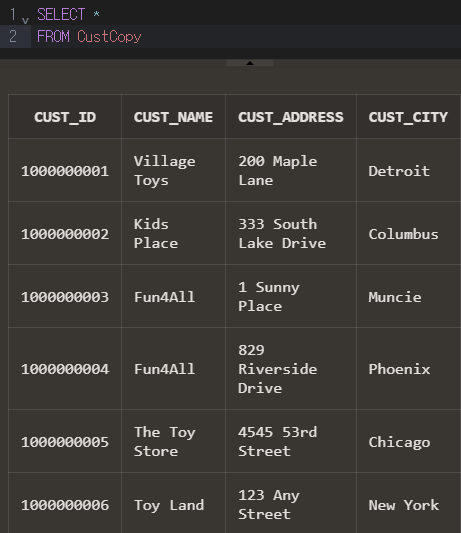 1 SELECT *
2 FROM CustCopy
CUST_ID CUST_NAME CUST_ADDRESS CUST_CITY
1000000001 Village Toys 200 Maple Lane Detroit
1000000002 Kids Place 333 South Lake Drive Columbus
1000000003 Fun4All 1 Sunny Place Muncie
1000000004 Fun4All 829 Riverside Drive Phoenix
1000000005 The Toy Store 4545 53rd Street Chicago
1000000006 Toy Land 123 Any Street New York